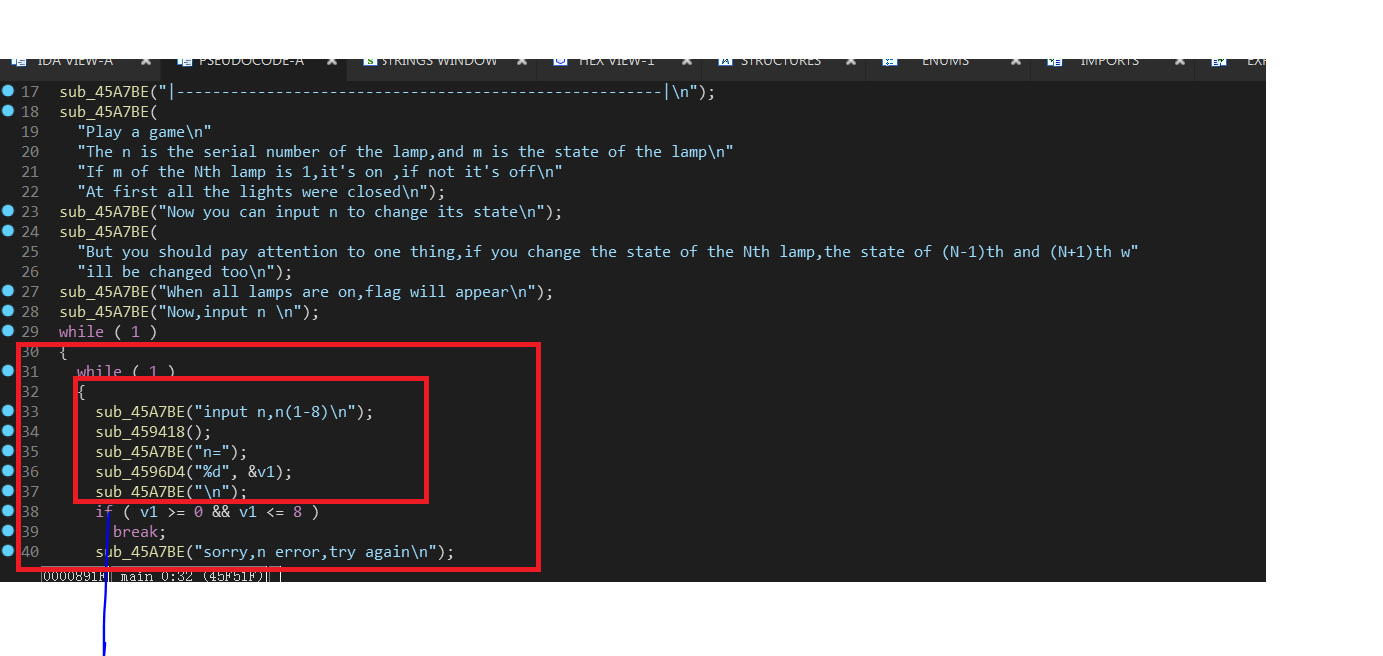 IDA VIEW-A PSEUDOCODE-A STRINGS WINDOW HEX VIEW-1 STRUCTURES ENUMS IMPORTS
17 sub_45A7BE("|------------------------------------------------------|\n");
18 sub_45A7BE(
19 "Play a game\n"
20 "The n is the serial number of the lamp,and m is the state of the lamp\n"
21 "If m of the Nth lamp is 1,it's on ,if not it's off\n"
22 "At first all the lights were closed\n");
23 sub_45A7BE("Now you can input n to change its state\n");
24 sub_45A7BE(
25 "But you should pay attention to one thing,if you change the state of the Nth lamp,the state of (N-1)th and (N+1)th w"
26 "ill be changed too\n");
27 sub_45A7BE("When all lamps are on,flag will appear\n");
28 sub_45A7BE("Now,input n \n");
29 while ( 1 )
30 {
31 while ( 1 )
32 {
33 sub_45A7BE("input n,n(1-8)\n");
34 sub_459418();
35 sub_45A7BE("n=");
36 sub_4596D4("%d", &v1);
37 sub_45A7BE("\n");
38 if ( v1 >= 0 && v1 <= 8 )
39 break;
40 sub_45A7BE("sorry,n error,try again\n");
0000891F main_0:32 (45F51F)